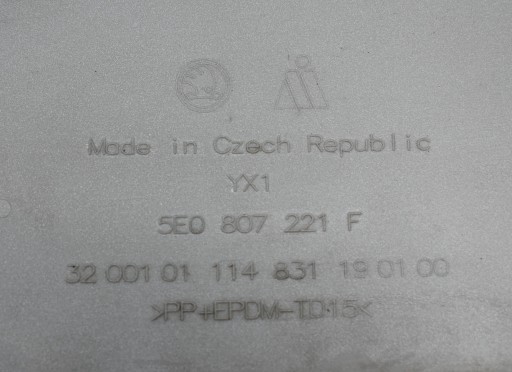 Made in Czech Republic
YX1
5E0 807 221 F
32 001 01 114 831 19 01 00
>PP+EPDM-TD15<